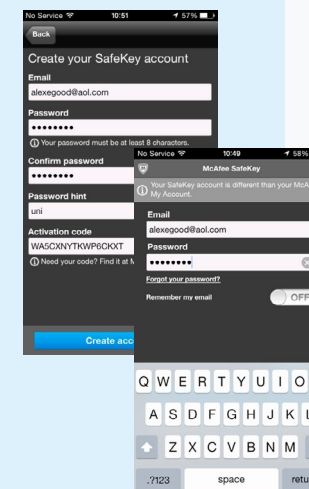 No Service 10:51 57%
Back
Create your SafeKey account
Email
alexegood@aol.com
Password
••••••••
Your password must be at least 8 characters.
Confirm password
••••••••
Password hint
uni
Activation code
WA5CXNYTKWP6CKXT
Need your code? Find it at
Create
No Service 10:49 58%
McAfee SafeKey
Your SafeKey account is different than your
My Account.
Email
alexegood@aol.com
Password
••••••••
Forgot your password?
Remember my email OFF
Q W E R T Y U I O
A S D F G H J K L
Z X C V B N M
.?123 space